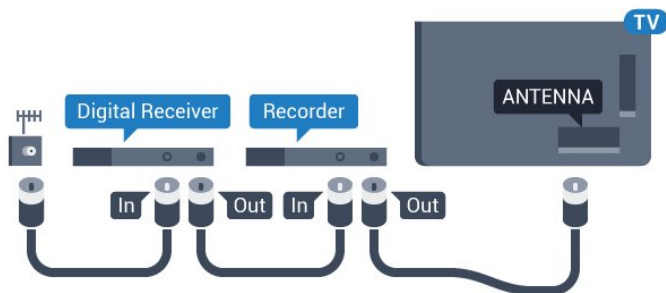 TV
Digital Receiver
Recorder
ANTENNA
In
Out
In
Out